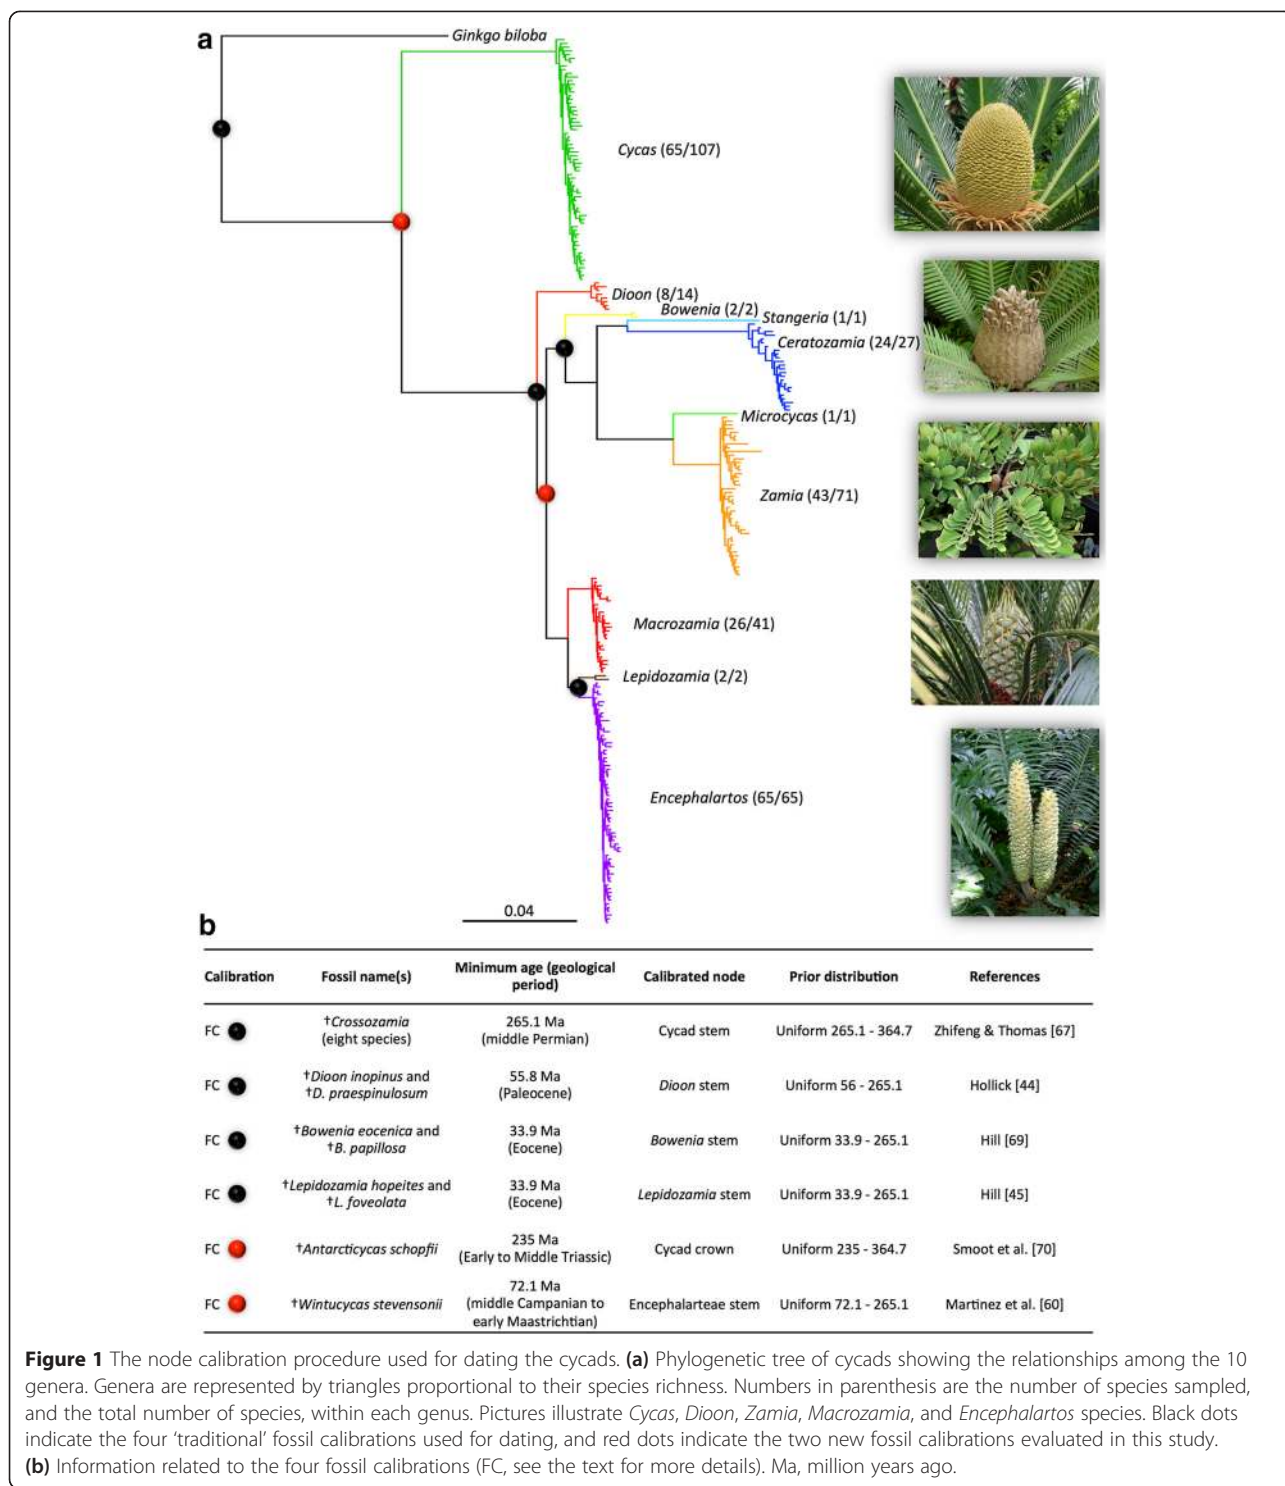 a
Ginkgo biloba
Cycas (65/107)
Dioon (8/14)
Bowenia (2/2)
Stangeria (1/1)
Ceratozamia (24/27)
Microcycas (1/1)
Zamia (43/71)
Macrozamia (26/41)
Lepidozamia (2/2)
Encephalartos (65/65)
0.04
b
Calibration Fossil name(s) Minimum age (geological period) Calibrated node Prior distribution References
FC †Crossozamia (eight species) 265.1 Ma (middle Permian) Cycad stem Uniform 265.1 - 364.7 Zhifeng & Thomas [67]
FC †Dioon inopinus and †D. praespinulosum 55.8 Ma (Paleocene) Dioon stem Uniform 56 - 265.1 Hollick [44]
FC †Bowenia eocenica and †B. papillosa 33.9 Ma (Eocene) Bowenia stem Uniform 33.9 - 265.1 Hill [69]
FC †Lepidozamia hopeites and †L. foveolata 33.9 Ma (Eocene) Lepidozamia stem Uniform 33.9 - 265.1 Hill [45]
FC †Antarcticycas schopfii 235 Ma (Early to Middle Triassic) Cycad crown Uniform 235 - 364.7 Smoot et al. [70]
FC †Wintucycas stevensonii 72.1 Ma (middle Campanian to early Maastrichtian) Encephalarteae stem Uniform 72.1 - 265.1 Martinez et al. [60]
Figure 1 The node calibration procedure used for dating the cycads. (a) Phylogenetic tree of cycads showing the relationships among the 10
genera. Genera are represented by triangles proportional to their species richness. Numbers in parenthesis are the number of species sampled,
and the total number of species, within each genus. Pictures illustrate Cycas, Dioon, Zamia, Macrozamia, and Encephalartos species. Black dots
indicate the four ‘traditional’ fossil calibrations used for dating, and red dots indicate the two new fossil calibrations evaluated in this study.
(b) Information related to the four fossil calibrations (FC, see the text for more details). Ma, million years ago.